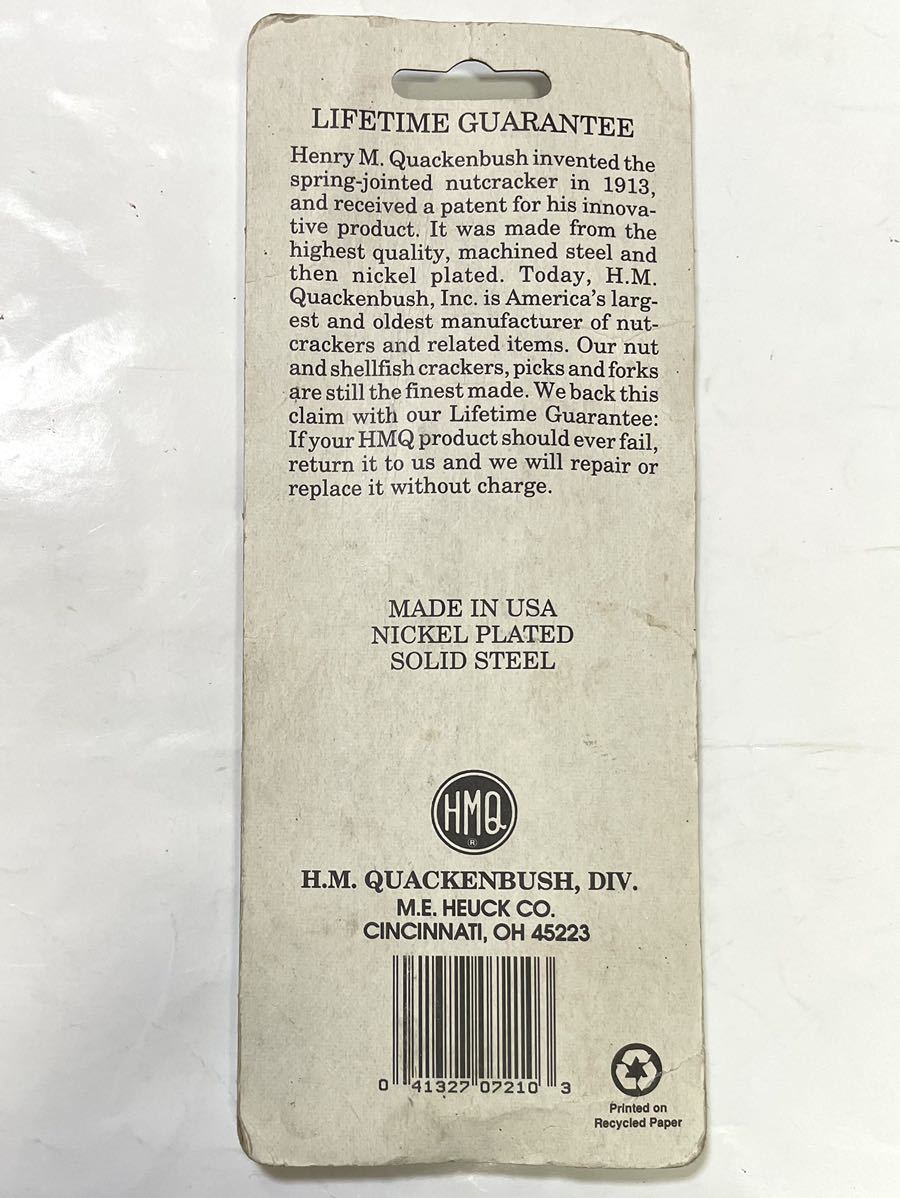 LIFETIME GUARANTEE
Henry M. Quackenbush invented the
spring-jointed nutcracker in 1913,
and received a patent for his innova-
tive product. It was made from the
highest quality, machined steel and
then nickel plated. Today, H.M.
Quackenbush, Inc. is America's larg-
est and oldest manufacturer of nut-
crackers and related items. Our nut
and shellfish crackers, picks and forks
are still the finest made. We back this
claim with our Lifetime Guarantee:
If your HMQ product should ever fail,
return it to us and we will repair or
replace it without charge.
MADE IN USA
NICKEL PLATED
SOLID STEEL
HMQ
®
H.M. QUACKENBUSH, DIV.
M.E. HEUCK CO.
CINCINNATI, OH 45223
0 41327 07210 3
Printed on
Recycled Paper